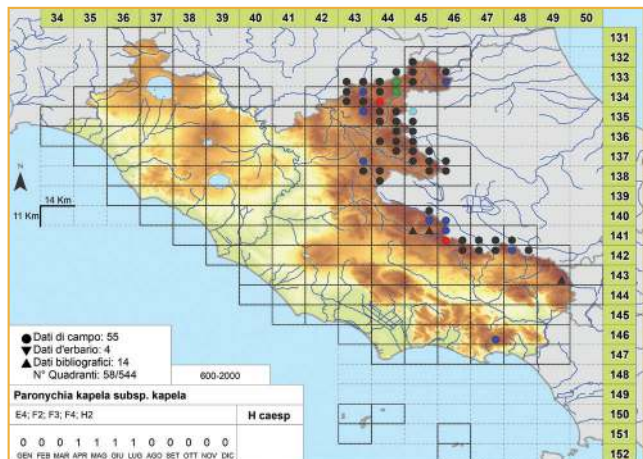 34 35 36 37 38 39 40 41 42 43 44 45 46 47 48 49 50
131
132
133
134
135
136
137
138
139
140
141
142
143
144
145
146
147
148
149
150
151
152
N
14 Km
11 Km
Dati di campo: 55
Dati d'erbario: 4
Dati bibliografici: 14
N° Quadranti: 58/544
600-2000
Paronychia kapela subsp. kapela
E4; F2; F3; F4; H2
H caesp
0 0 0 1 1 1 1 0 0 0 0 0
GEN FEB MAR APR MAG GIU LUG AGO SET OTT NOV DIC